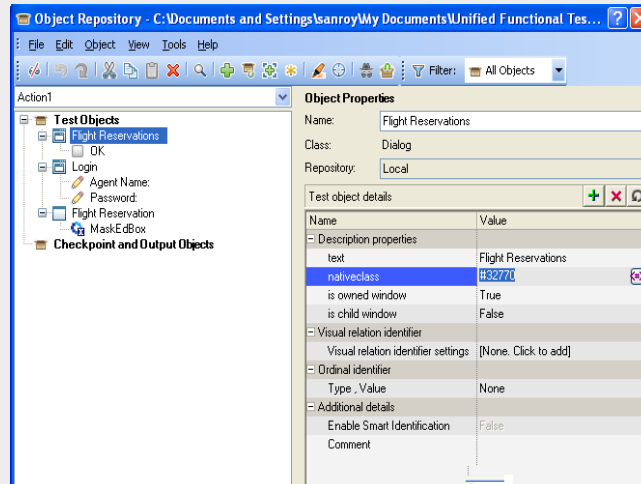 Object Repository - C:\Documents and Settings\sanroy\My Documents\Unified Functional Tes...
File Edit Object View Tools Help
Filter: All Objects
Action1
Test Objects
Flight Reservations
OK
Login
Agent Name:
Password:
Flight Reservation
MaskEdBox
Checkpoint and Output Objects
Object Properties
Name: Flight Reservations
Class: Dialog
Repository: Local
Test object details
Name Value
Description properties
text Flight Reservations
nativeclass #32770
is owned window True
is child window False
Visual relation identifier
Visual relation identifier settings [None. Click to add]
Ordinal identifier
Type , Value None
Additional details
Enable Smart Identification False
Comment